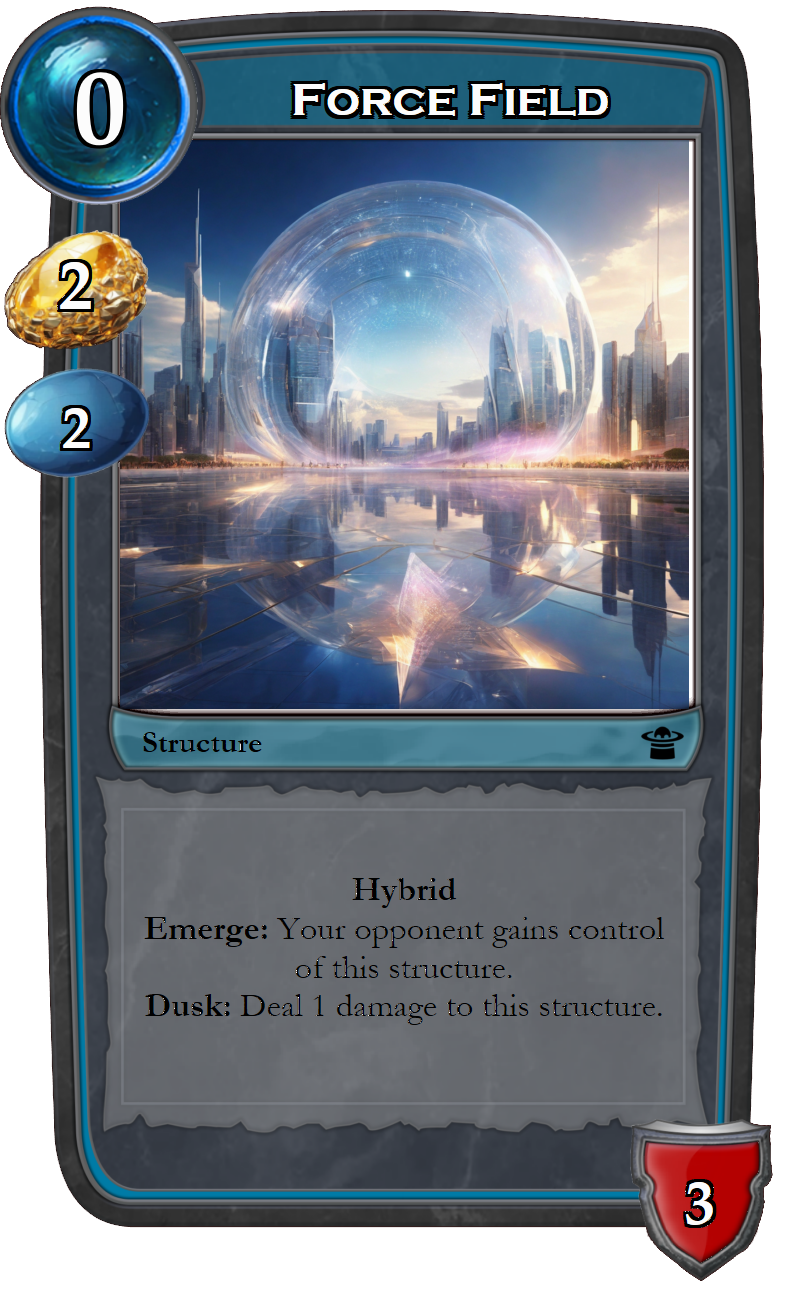 0
Force Field
2
2
Structure
Hybrid
Emerge: Your opponent gains control
of this structure.
Dusk: Deal 1 damage to this structure.
3